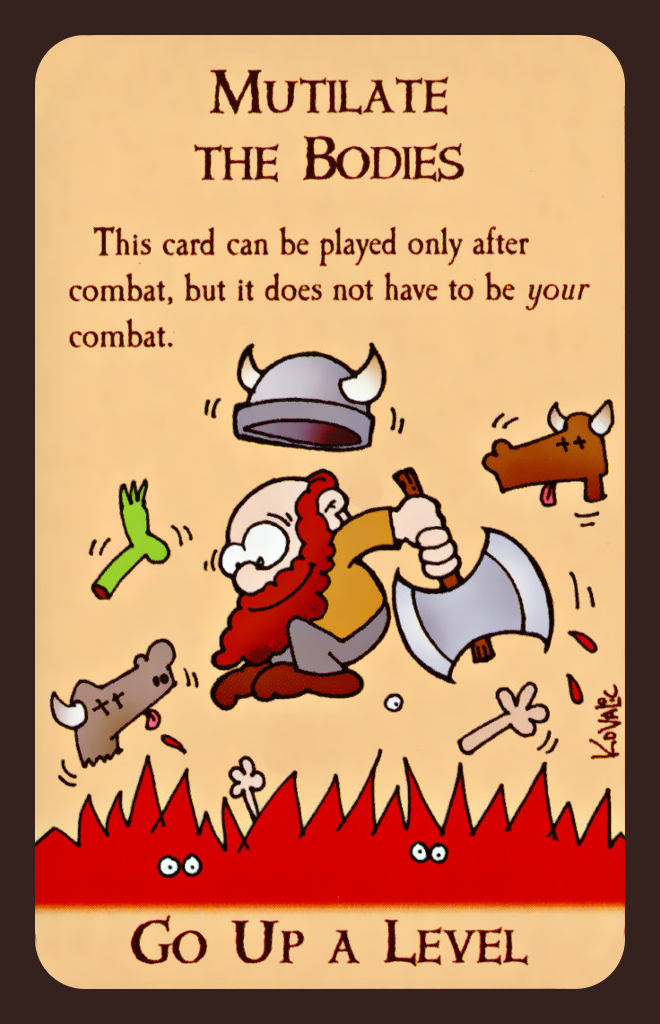 Mutilate
the Bodies
This card can be played only after
combat, but it does not have to be your
combat.
Kovalic
Go Up a Level